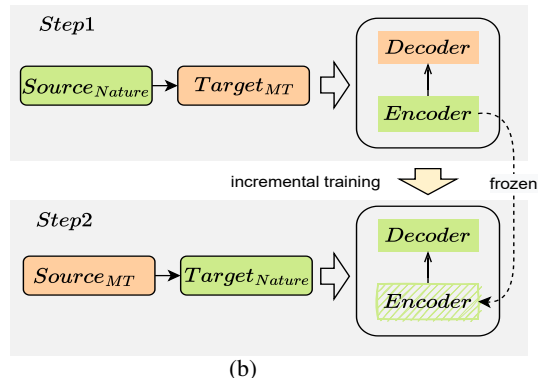 Step1
Decoder
Source_Nature Target_MT
Encoder
incremental training frozen
Step2
Decoder
Source_MT Target_Nature
Encoder
(b)